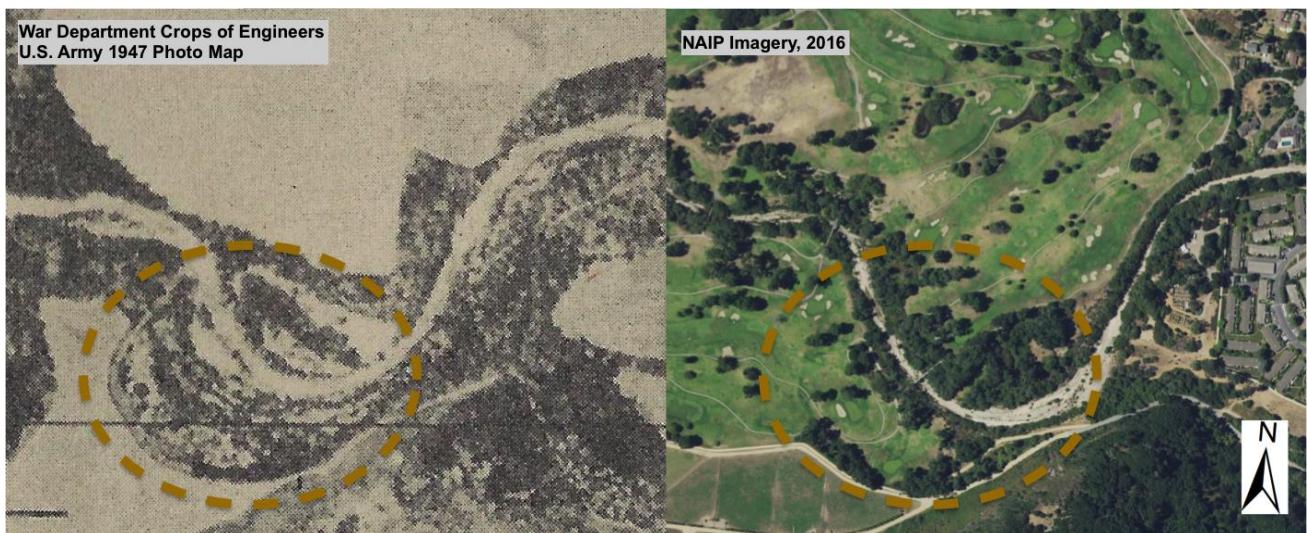 War Department Crops of Engineers
U.S. Army 1947 Photo Map
NAIP Imagery, 2016
N